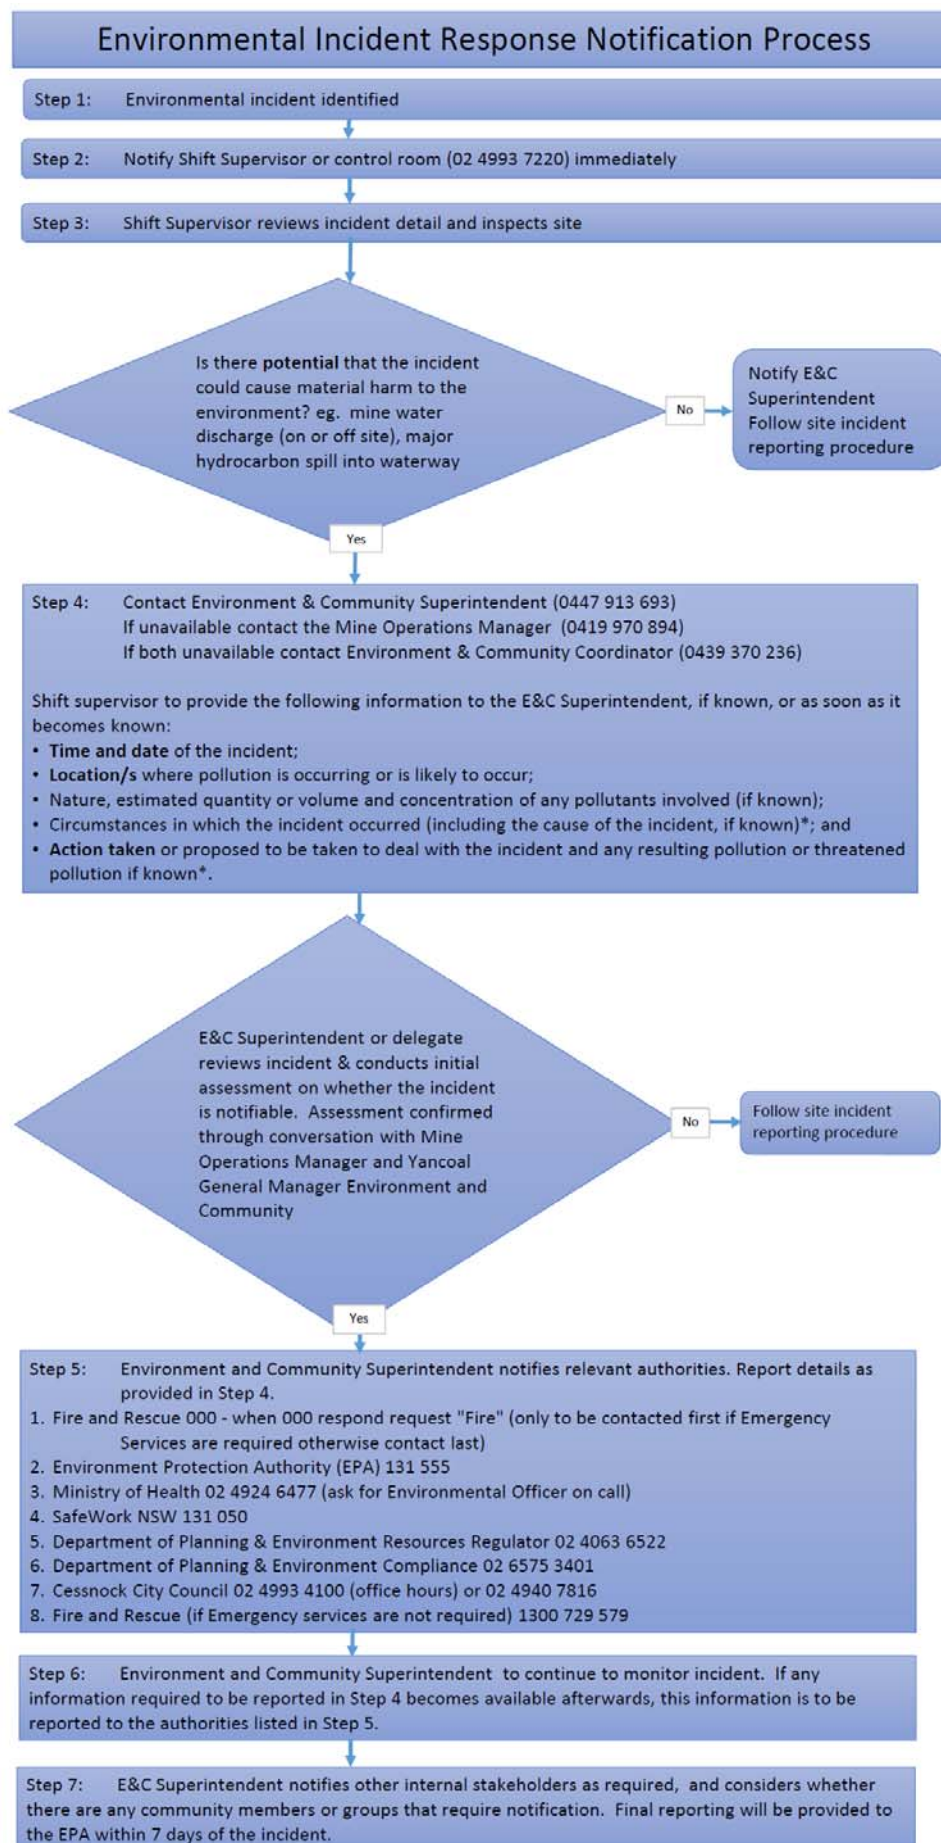 Environmental Incident Response Notification Process
Step 1: Environmental incident identified
Step 2: Notify Shift Supervisor or control room (02 4993 7220) immediately
Step 3: Shift Supervisor reviews incident detail and inspects site
Is there potential that the incident
could cause material harm to the
environment? eg. mine water
discharge (on or off site), major
hydrocarbon spill into waterway
No
Notify E&C
Superintendent
Follow site incident
reporting procedure
Yes
Step 4: Contact Environment & Community Superintendent (0447 913 693)
If unavailable contact the Mine Operations Manager (0419 970 894)
If both unavailable contact Environment & Community Coordinator (0439 370 236)
Shift supervisor to provide the following information to the E&C Superintendent, if known, or as soon as it
becomes known:
• Time and date of the incident;
• Location/s where pollution is occurring or is likely to occur;
• Nature, estimated quantity or volume and concentration of any pollutants involved (if known);
• Circumstances in which the incident occurred (including the cause of the incident, if known)*; and
• Action taken or proposed to be taken to deal with the incident and any resulting pollution or threatened
pollution if known*.
E&C Superintendent or delegate
reviews incident & conducts initial
assessment on whether the incident
is notifiable. Assessment confirmed
through conversation with Mine
Operations Manager and Yancoal
General Manager Environment and
Community
No
Follow site incident
reporting procedure
Yes
Step 5: Environment and Community Superintendent notifies relevant authorities. Report details as
provided in Step 4.
1. Fire and Rescue 000 - when 000 respond request "Fire" (only to be contacted first if Emergency
Services are required otherwise contact last)
2. Environment Protection Authority (EPA) 131 555
3. Ministry of Health 02 4924 6477 (ask for Environmental Officer on call)
4. SafeWork NSW 131 050
5. Department of Planning & Environment Resources Regulator 02 4063 6522
6. Department of Planning & Environment Compliance 02 6575 3401
7. Cessnock City Council 02 4993 4100 (office hours) or 02 4940 7816
8. Fire and Rescue (if Emergency services are not required) 1300 729 579
Step 6: Environment and Community Superintendent to continue to monitor incident. If any
information required to be reported in Step 4 becomes available afterwards, this information is to be
reported to the authorities listed in Step 5.
Step 7: E&C Superintendent notifies other internal stakeholders as required, and considers whether
there are any community members or groups that require notification. Final reporting will be provided to
the EPA within 7 days of the incident.